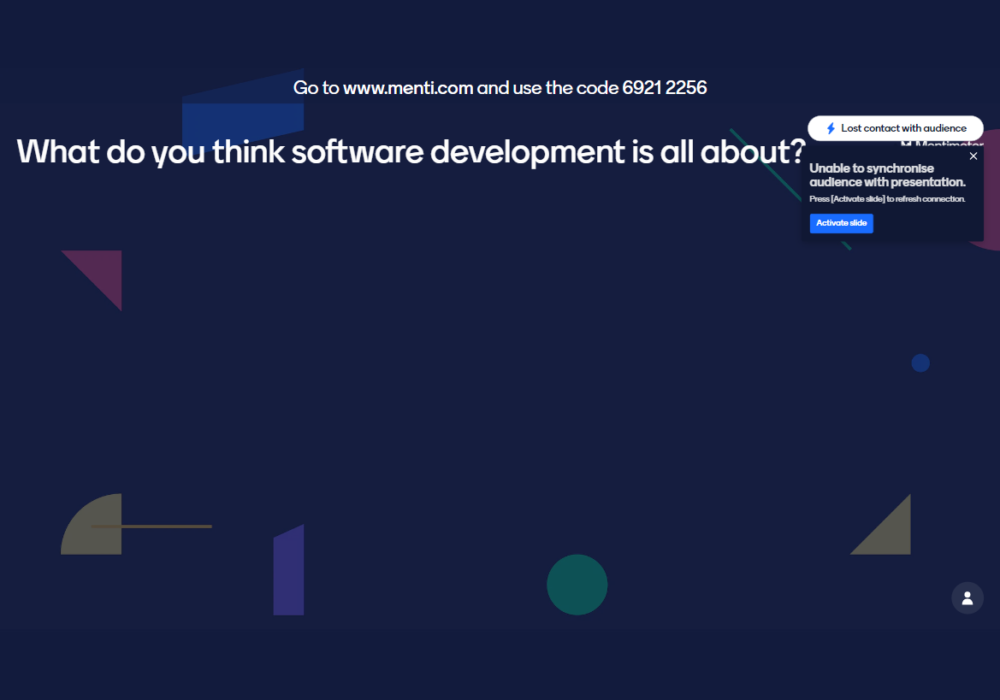 Go to www.menti.com and use the code 6921 2256
Lost contact with audience
What do you think software development is all about?
Mentimeter
Unable to synchronise
audience with presentation.
Press [Activate slide] to refresh connection.
Activate slide